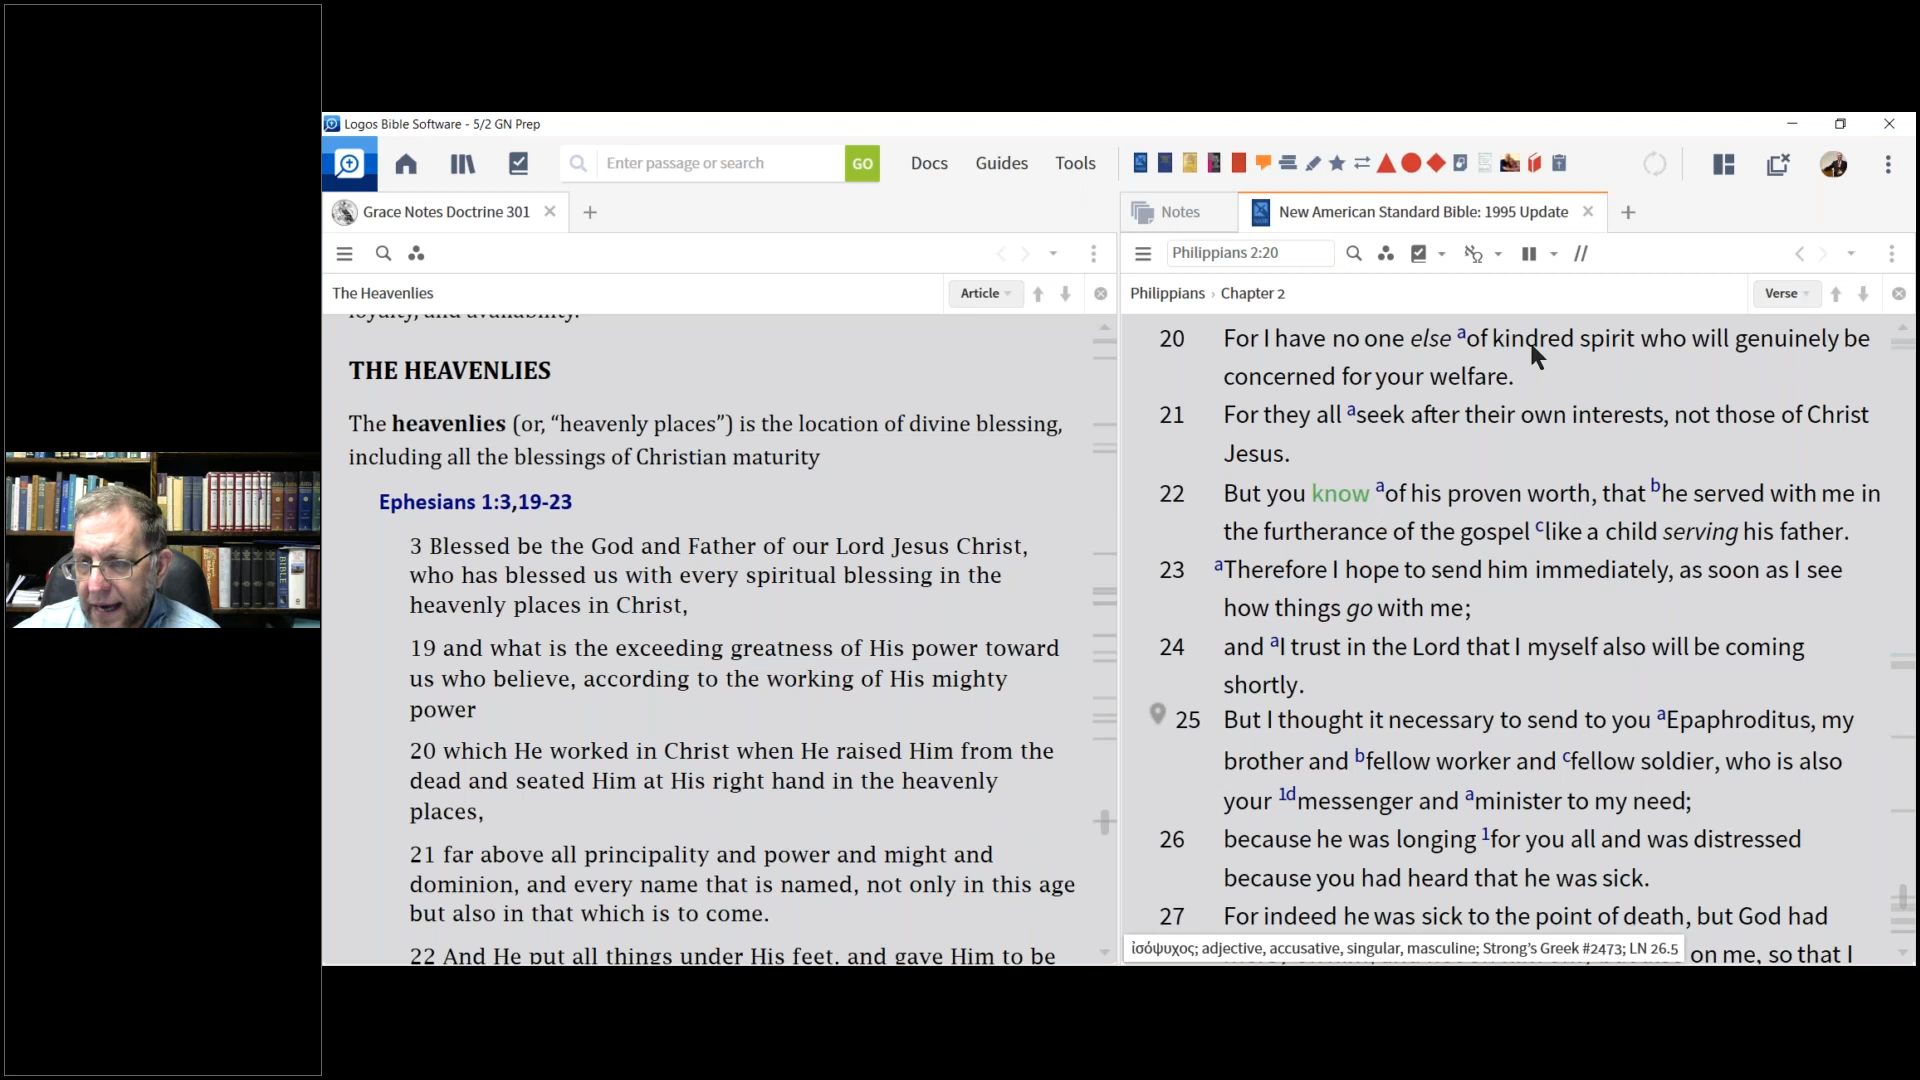 Logos Bible Software - 5/2 GN Prep
Enter passage or search
GO
Docs
Guides
Tools
Grace Notes Doctrine 301
The Heavenlies
Article
loyalty, and availability.
THE HEAVENLIES
The heavenlies (or, “heavenly places”) is the location of divine blessing,
including all the blessings of Christian maturity
Ephesians 1:3,19-23
3 Blessed be the God and Father of our Lord Jesus Christ,
who has blessed us with every spiritual blessing in the
heavenly places in Christ,
19 and what is the exceeding greatness of His power toward
us who believe, according to the working of His mighty
power
20 which He worked in Christ when He raised Him from the
dead and seated Him at His right hand in the heavenly
places,
21 far above all principality and power and might and
dominion, and every name that is named, not only in this age
but also in that which is to come.
22 And He put all things under His feet, and gave Him to be
Notes
New American Standard Bible: 1995 Update
Philippians 2:20
Philippians › Chapter 2
Verse
20 For I have no one else aof kindred spirit who will genuinely be
concerned for your welfare.
21 For they all aseek after their own interests, not those of Christ
Jesus.
22 But you know aof his proven worth, that bhe served with me in
the furtherance of the gospel clike a child serving his father.
23 aTherefore I hope to send him immediately, as soon as I see
how things go with me;
24 and aI trust in the Lord that I myself also will be coming
shortly.
25 But I thought it necessary to send to you aEpaphroditus, my
brother and bfellow worker and cfellow soldier, who is also
your 1dmessenger and aminister to my need;
26 because he was longing 1for you all and was distressed
because you had heard that he was sick.
27 For indeed he was sick to the point of death, but God had
on me, so that I
ἰσόψυχος; adjective, accusative, singular, masculine; Strong’s Greek #2473; LN 26.5
BIBLE